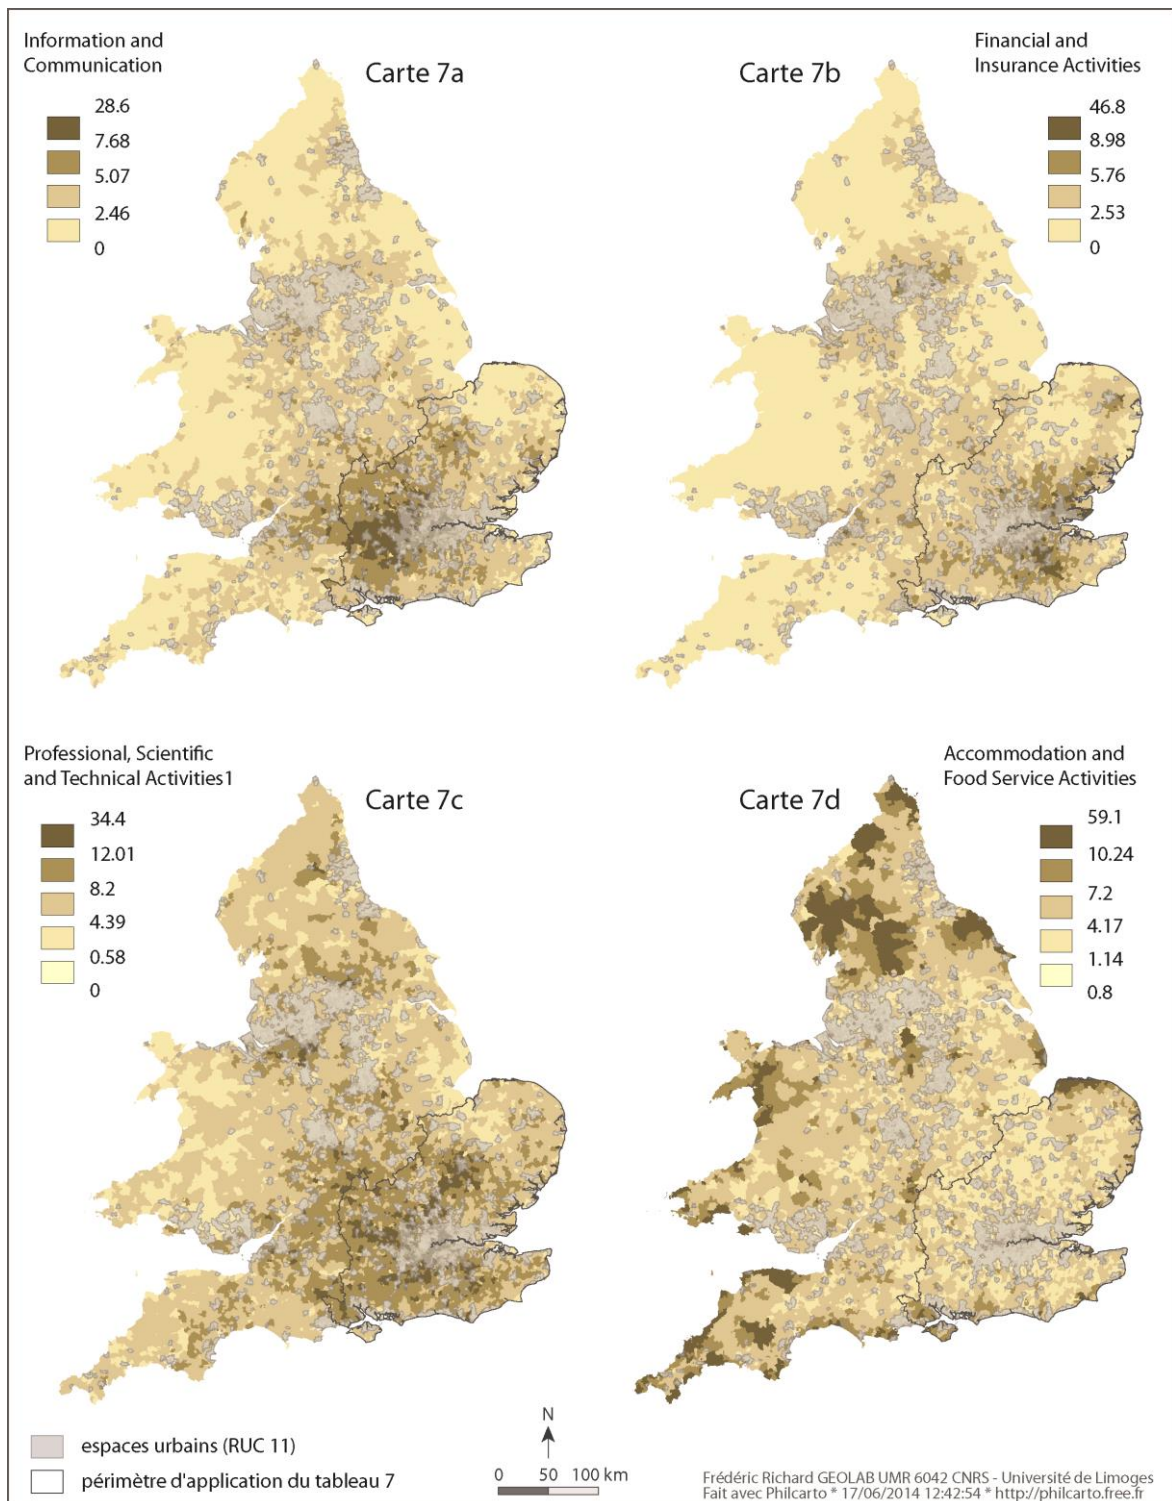 Information and
Communication
28.6
7.68
5.07
2.46
0
Carte 7a
Carte 7b
Financial and
Insurance Activities
46.8
8.98
5.76
2.53
0
Professional, Scientific
and Technical Activities1
34.4
12.01
8.2
4.39
0.58
0
Carte 7c
Carte 7d
Accommodation and
Food Service Activities
59.1
10.24
7.2
4.17
1.14
0.8
espaces urbains (RUC 11)
périmètre d'application du tableau 7
N
0 50 100 km
Frédéric Richard GEOLAB UMR 6042 CNRS - Université de Limoges
Fait avec Philcarto * 17/06/2014 12:42:54 * http://philcarto.free.fr